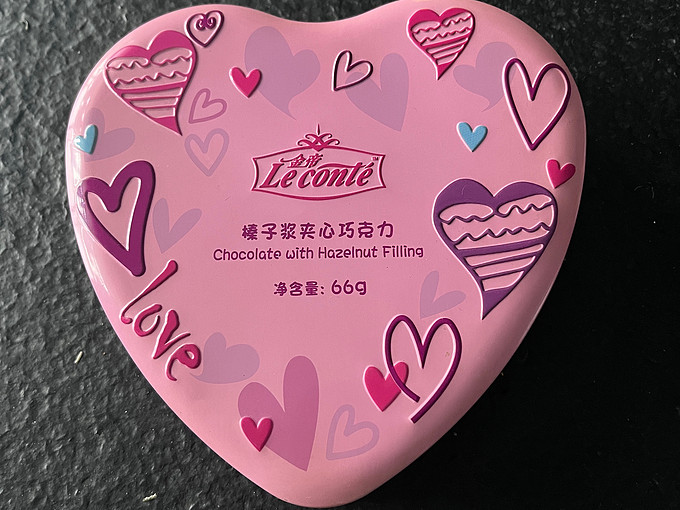 金帝
Le conté™
榛子浆夹心巧克力
Chocolate with Hazelnut Filling
净含量: 66g
love